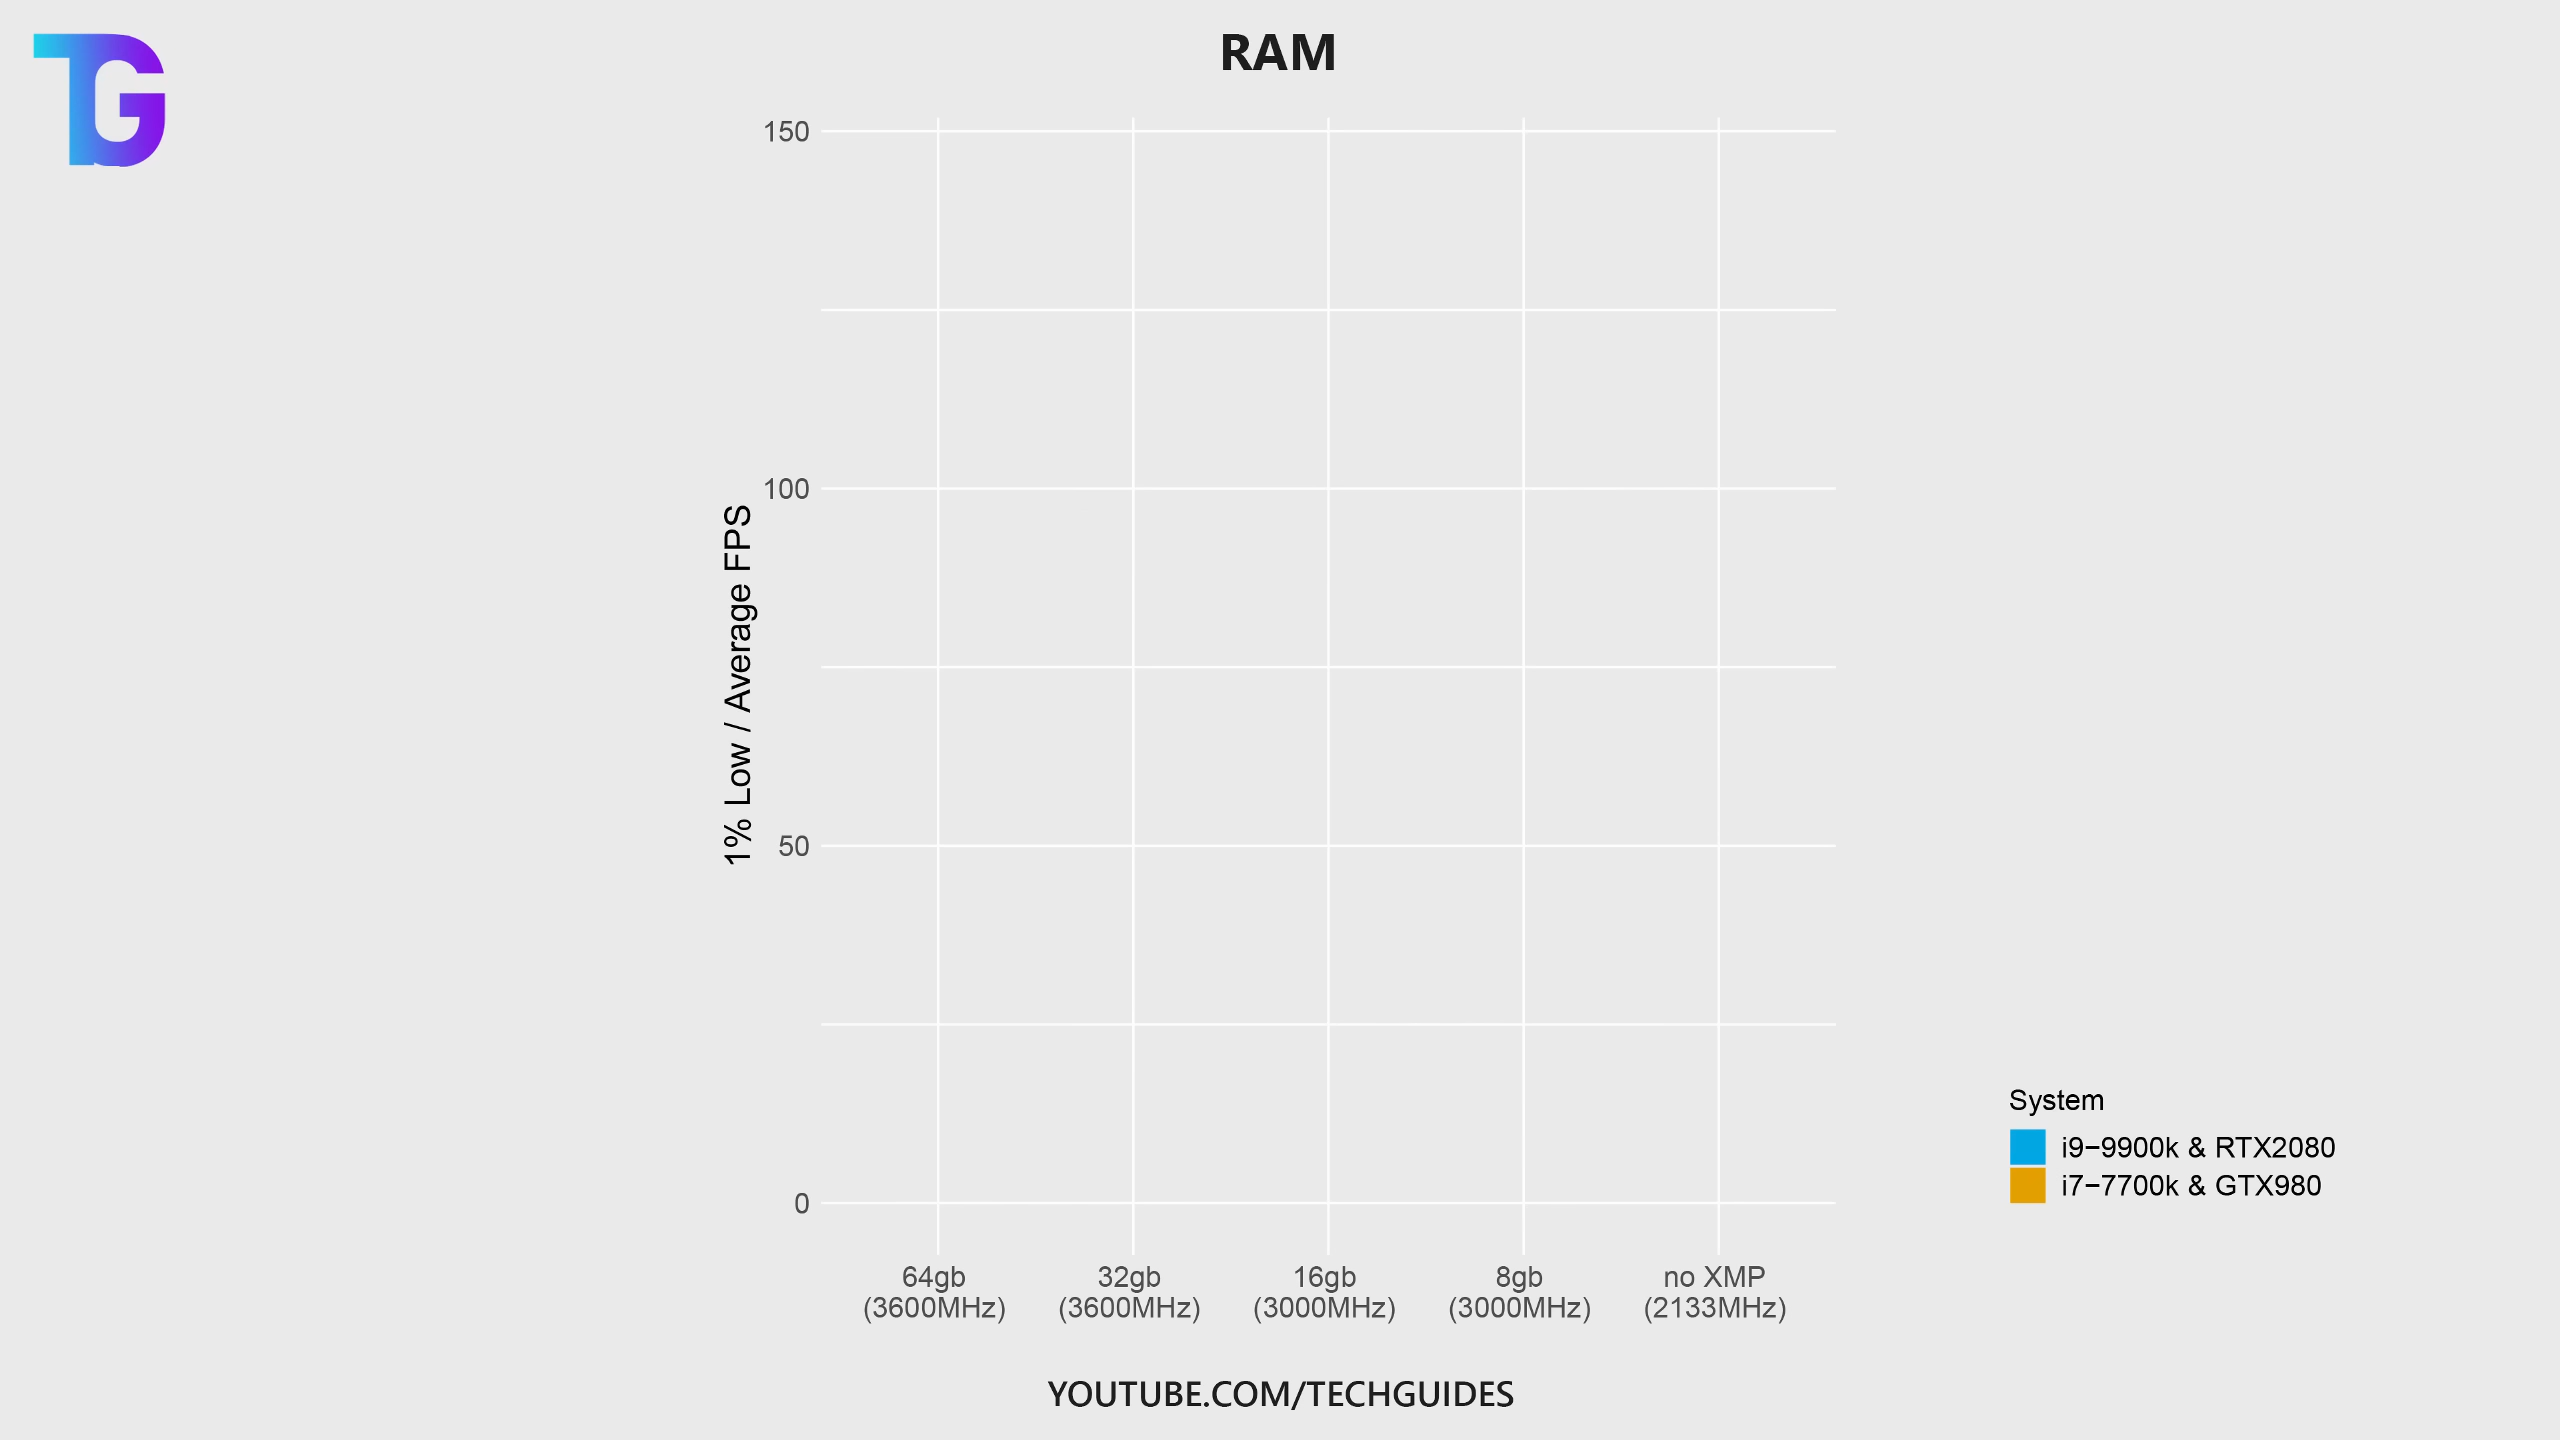 TG
RAM
150
100
50
0
1% Low / Average FPS
64gb
(3600MHz)
32gb
(3600MHz)
16gb
(3000MHz)
8gb
(3000MHz)
no XMP
(2133MHz)
System
i9−9900k & RTX2080
i7−7700k & GTX980
YOUTUBE.COM/TECHGUIDES